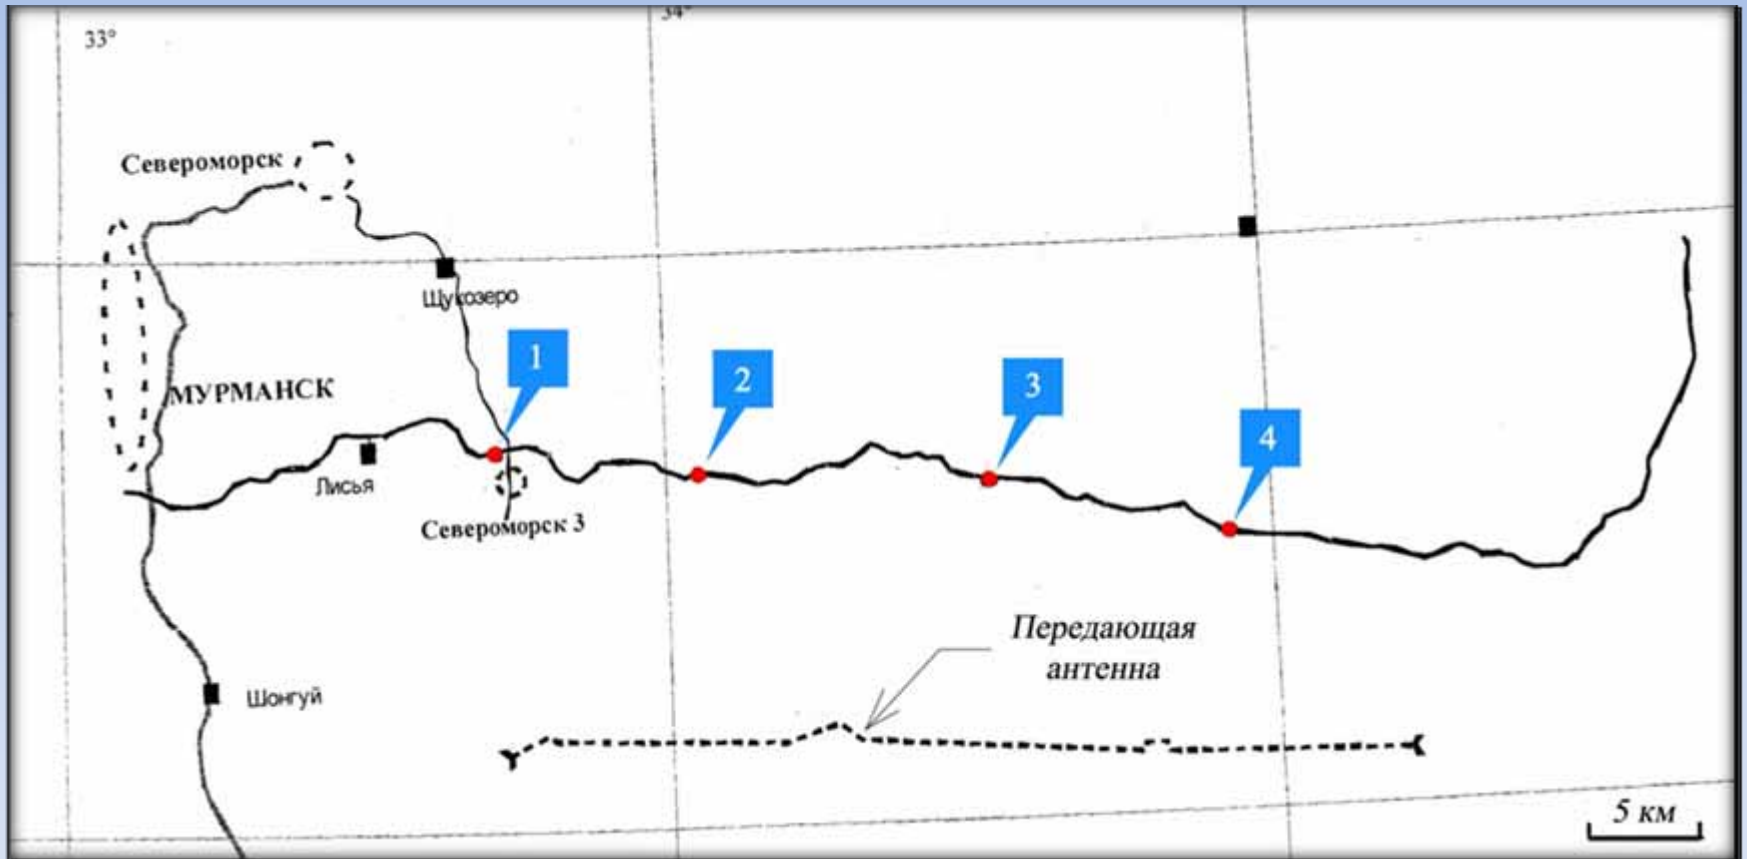 33°
34°
Североморск
Щукозеро
1
2
3
4
МУРМАНСК
Лисья
Североморск 3
Передающая
антенна
Шонгуй
5 км